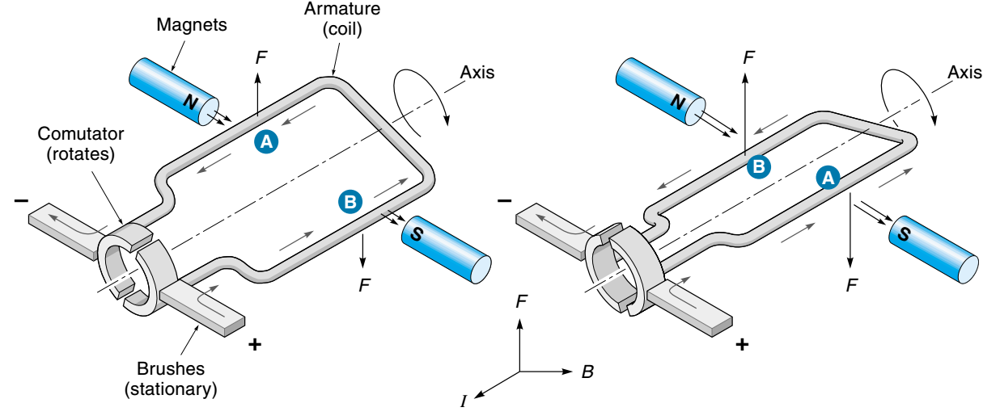 Armature
(coil)
Magnets
F
Axis
N
A
Comutator
(rotates)
B
–
S
F
+
Brushes
(stationary)
F
B
I
F
Axis
N
B
A
–
S
F
+